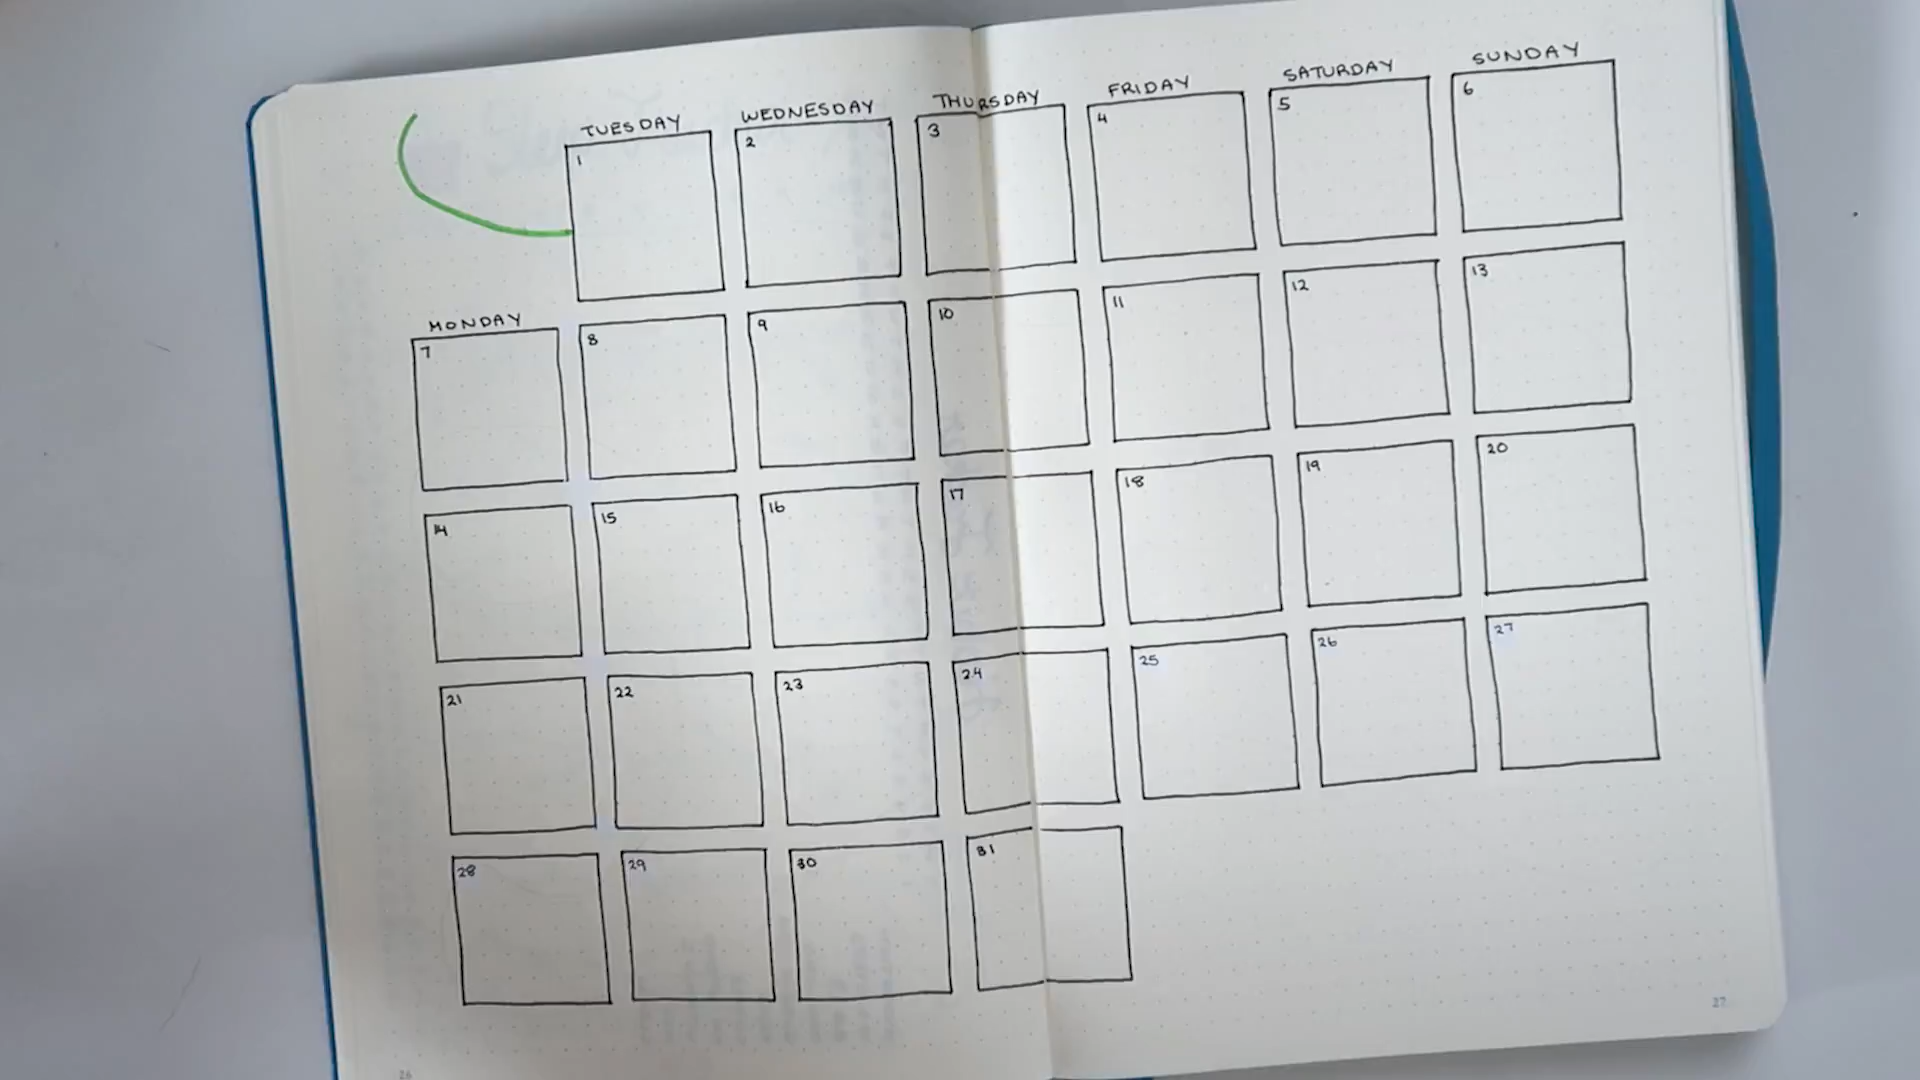 TUESDAY WEDNESDAY THURSDAY FRIDAY SATURDAY SUNDAY
1 2 3 4 5 6
MONDAY
7 8 9 10 11 12 13
14 15 16 17 18 19 20
21 22 23 24 25 26 27
28 29 30 31
26 27